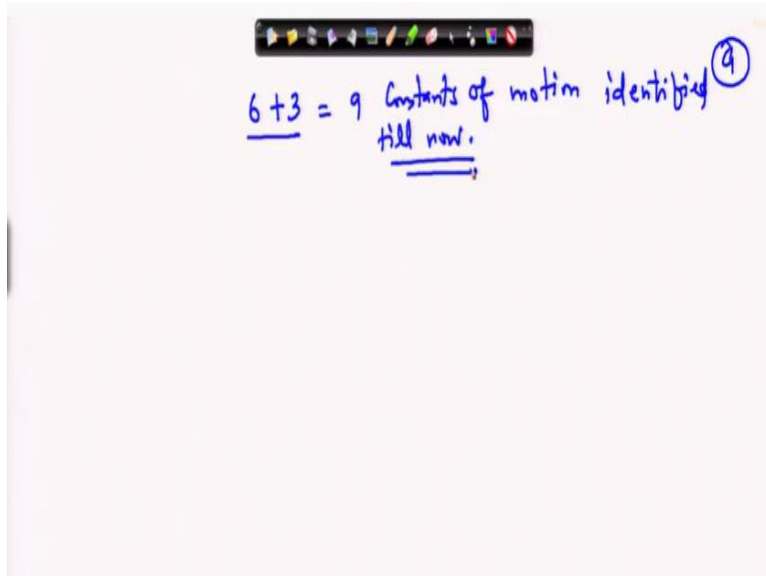 6 + 3 = 9 Constants of motion identified
till now.
9